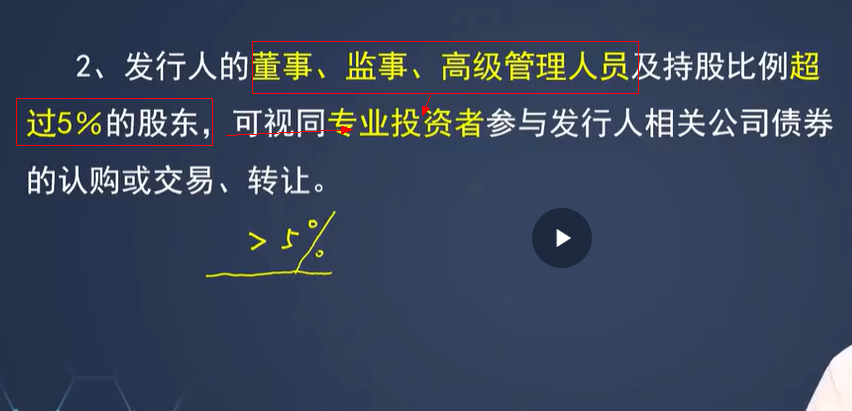 2、发行人的董事、监事、高级管理人员及持股比例超
过5%的股东，可视同专业投资者参与发行人相关公司债券
的认购或交易、转让。
> 5%